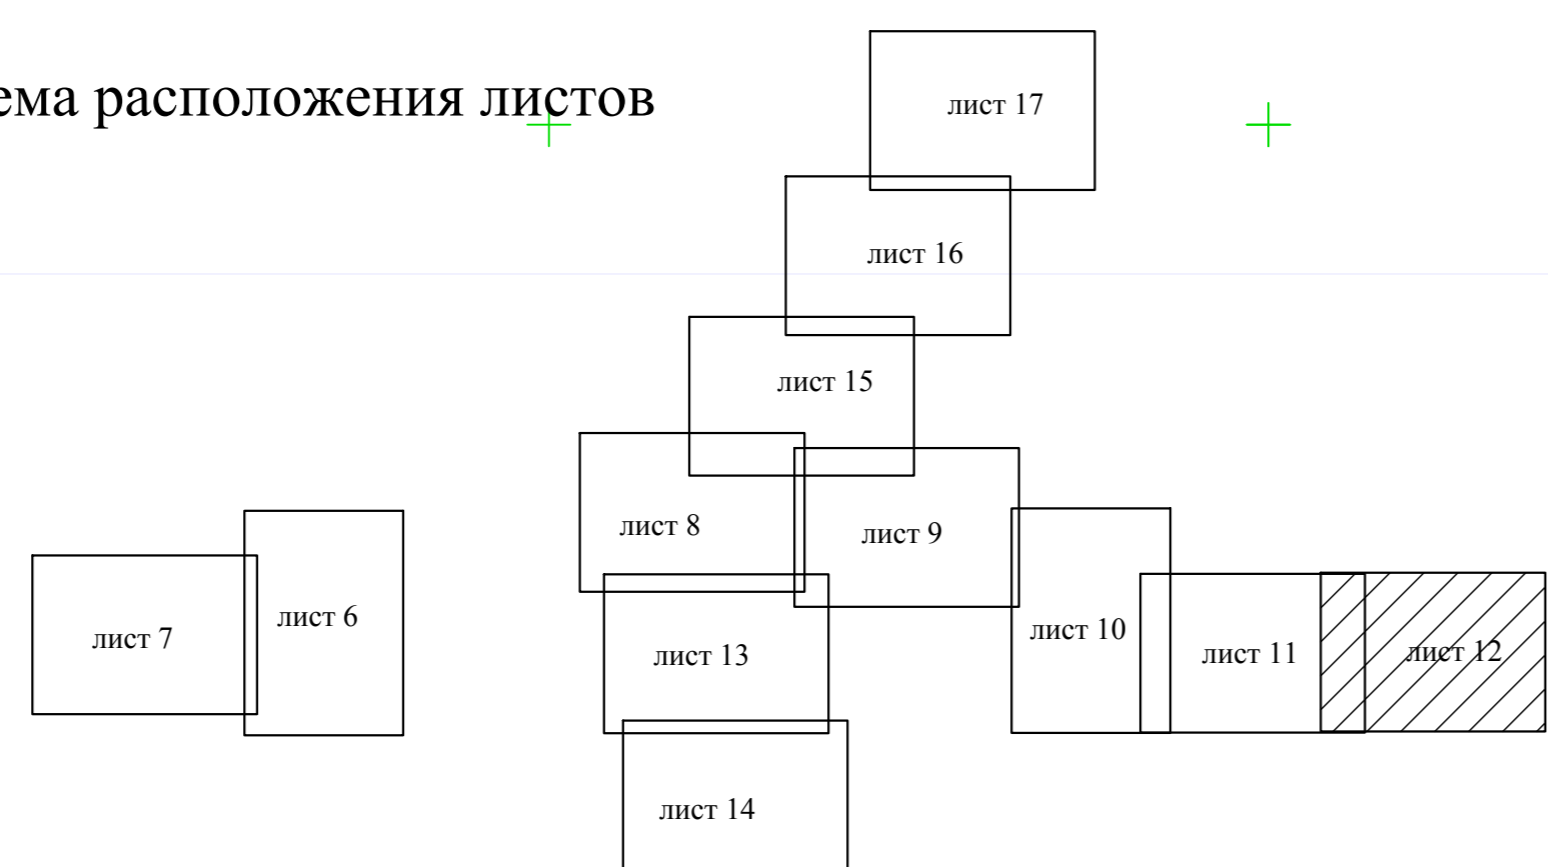 ема расположения листов
лист 17
лист 16
лист 15
лист 8
лист 9
лист 6
лист 7
лист 10
лист 13
лист 11
лист 12
лист 14